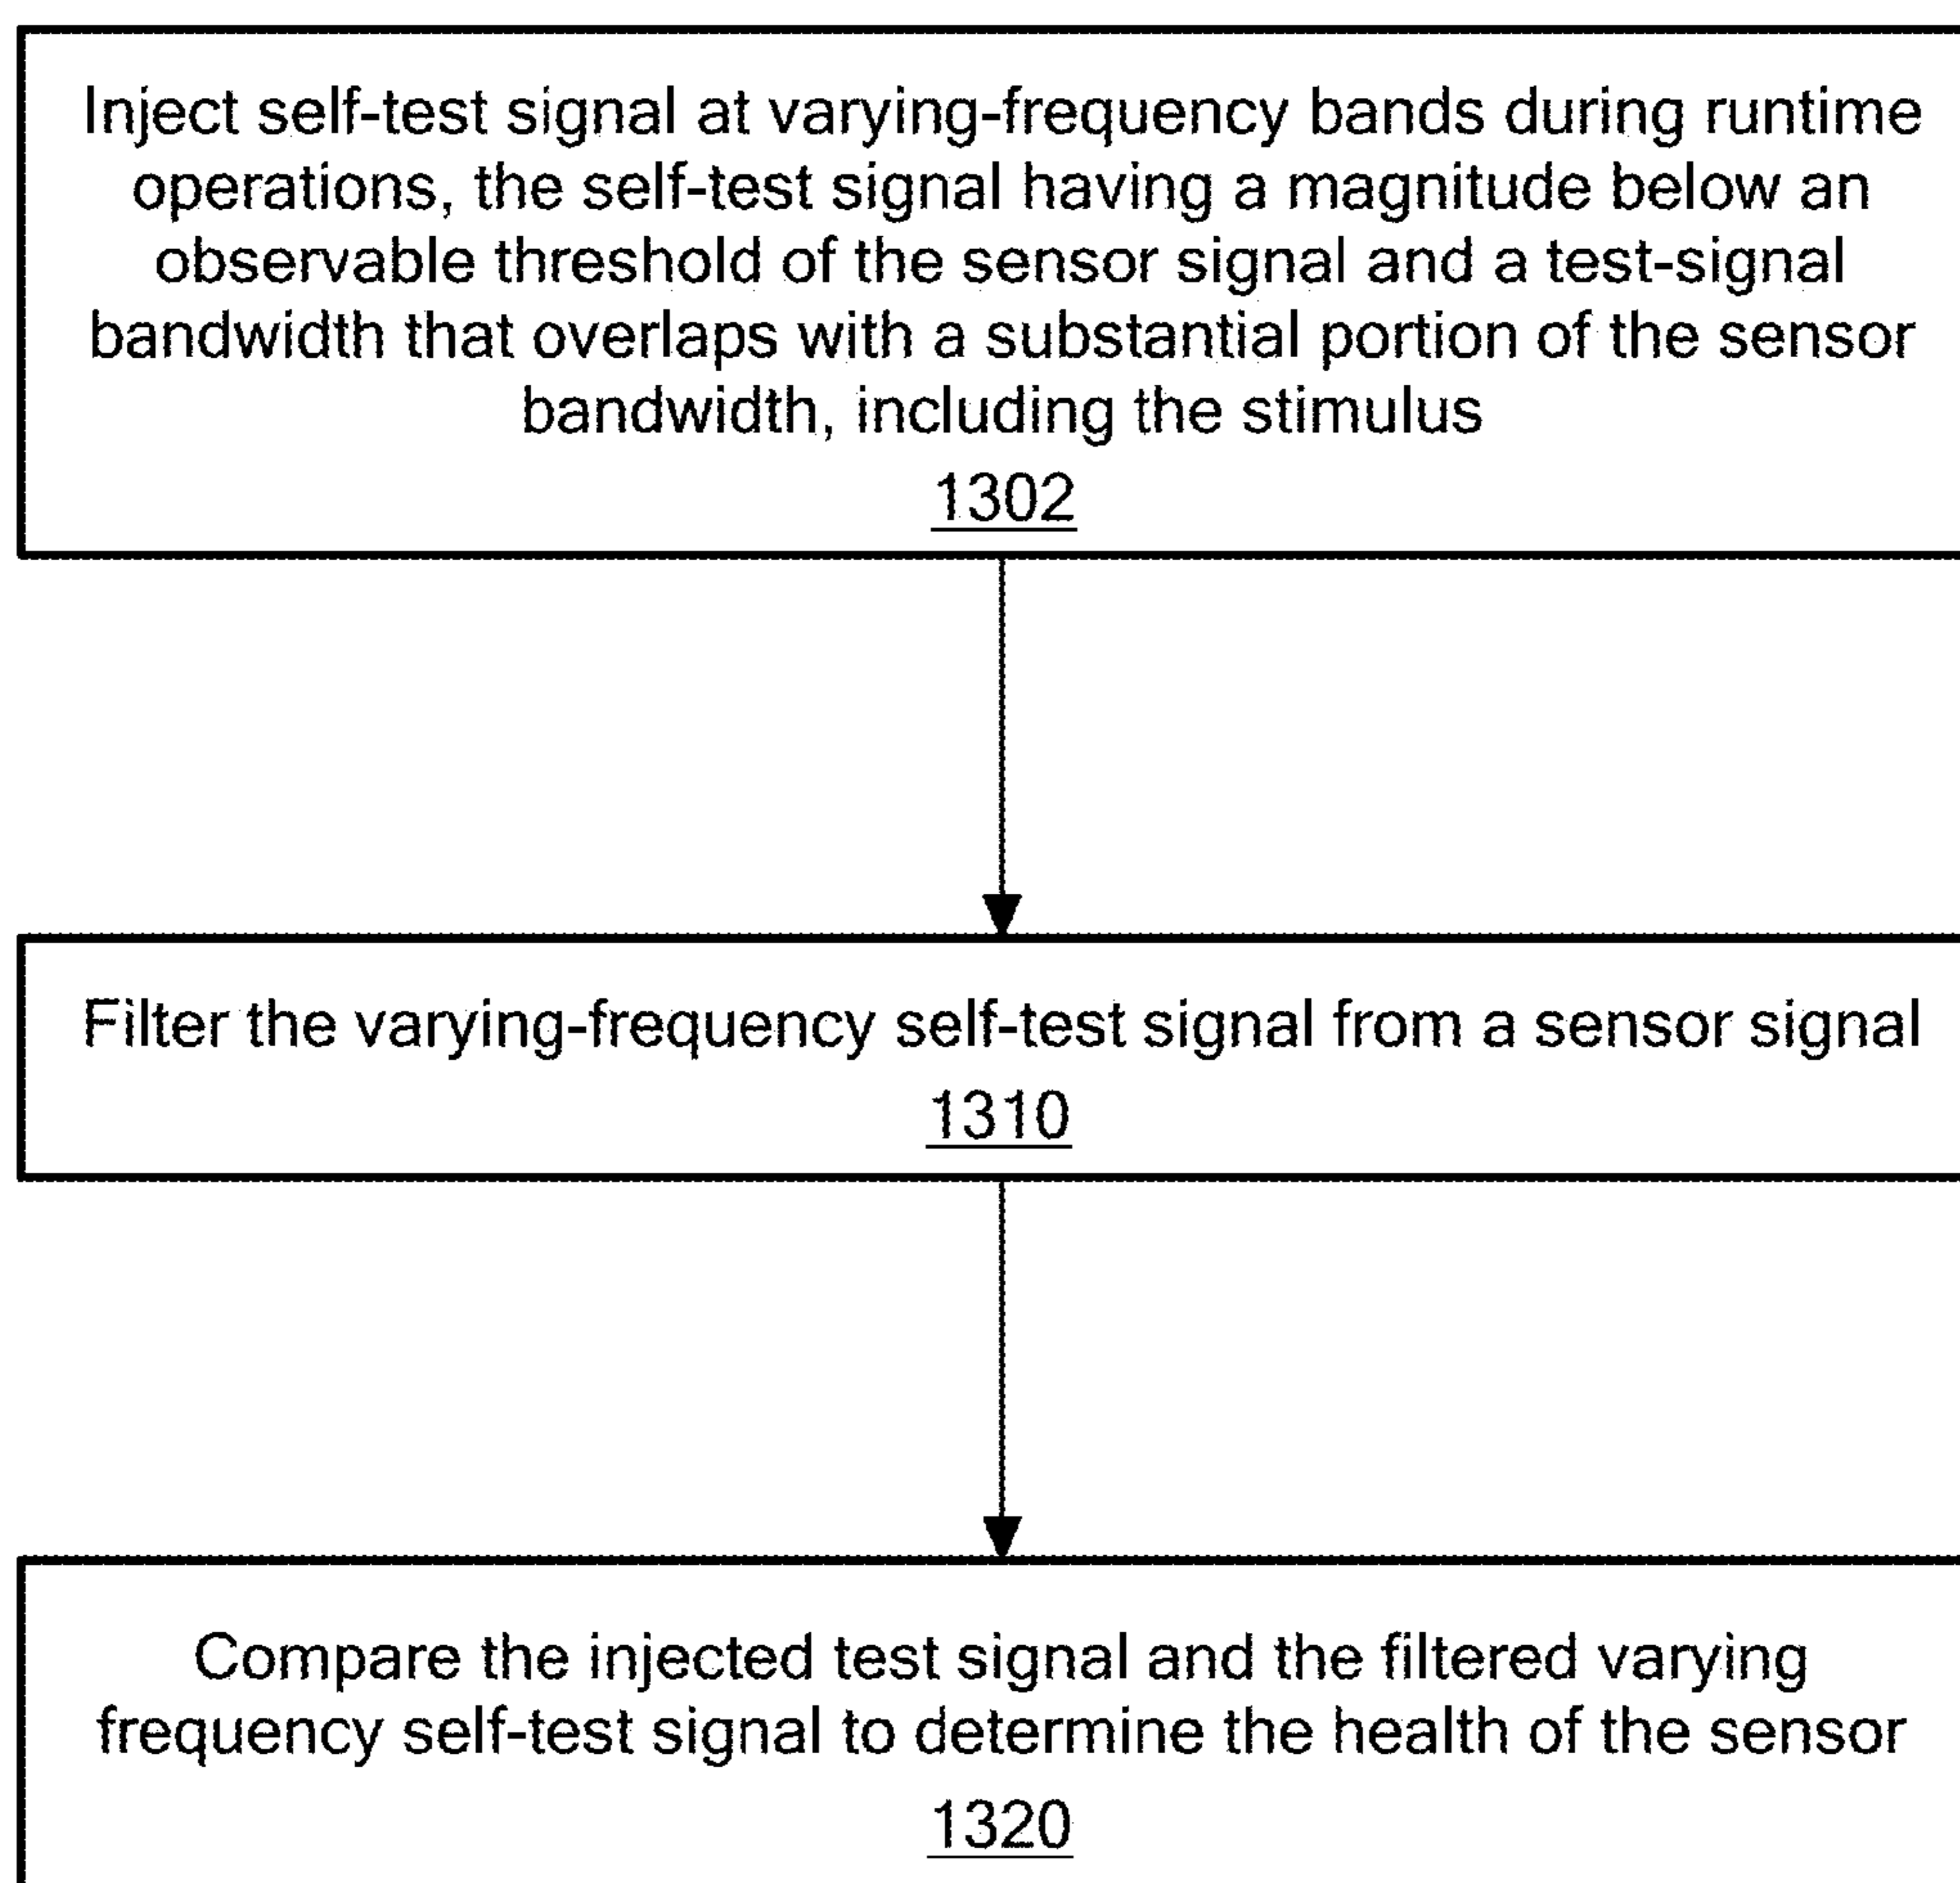 Inject self-test signal at varying-frequency bands during runtime
operations, the self-test signal having a magnitude below an
observable threshold of the sensor signal and a test-signal
bandwidth that overlaps with a substantial portion of the sensor
bandwidth, including the stimulus
1302
Filter the varying-frequency self-test signal from a sensor signal
1310
Compare the injected test signal and the filtered varying
frequency self-test signal to determine the health of the sensor
1320